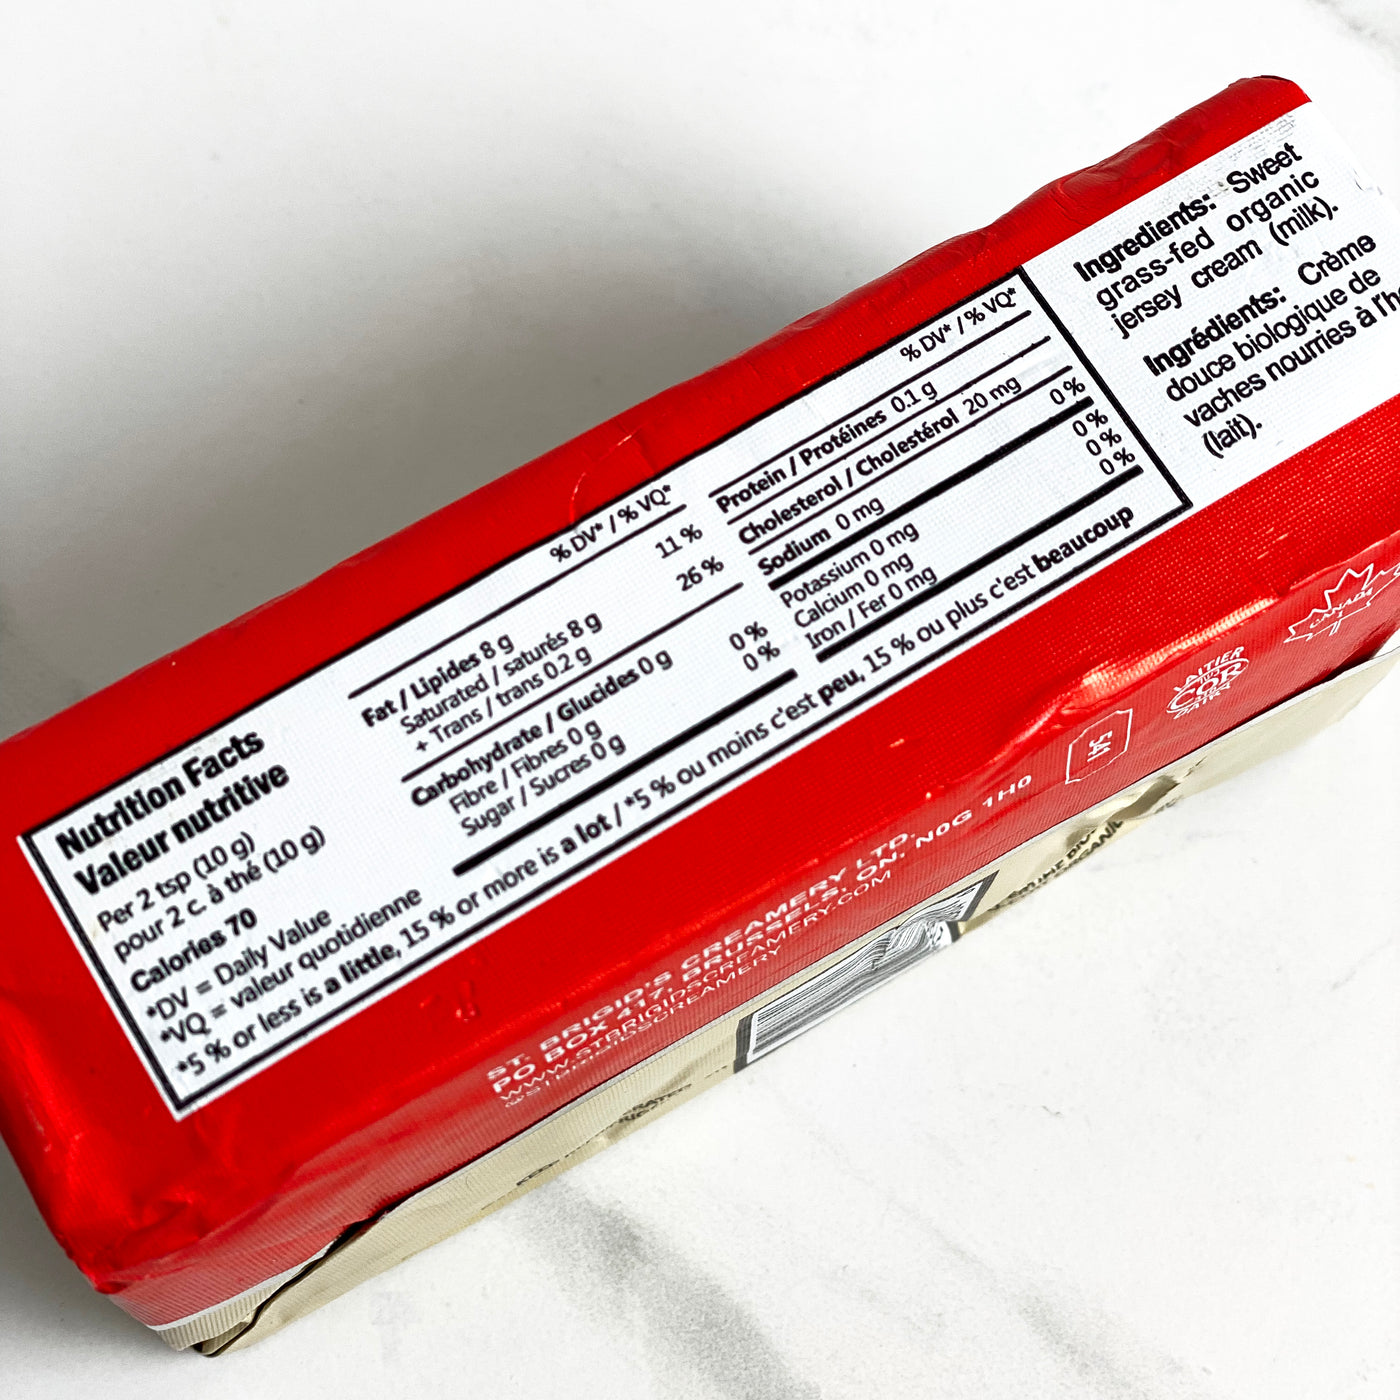 Nutrition Facts
Valeur nutritive
Per 2 tsp (10 g)
pour 2 c. à thé (10 g)
Calories 70
*DV = Daily Value
*VQ = valeur quotidienne
% DV* / % VQ*
Fat / Lipides 8 g 11 %
Saturated / saturés 8 g
+ Trans / trans 0.2 g 26 %
Carbohydrate / Glucides 0 g
Fibre / Fibres 0 g 0 %
Sugar / Sucres 0 g 0 %
% DV* / % VQ*
Protein / Protéines 0.1 g
Cholesterol / Cholestérol 20 mg
Sodium 0 mg 0 %
Potassium 0 mg 0 %
Calcium 0 mg 0 %
Iron / Fer 0 mg 0 %
*5 % or less is a little, 15 % or more is a lot / *5 % ou moins c'est peu, 15 % ou plus c'est beaucoup
Ingredients: Sweet
grass-fed organic
jersey cream (milk).
Ingrédients: Crème
douce biologique de
vaches nourries à l'he
(lait).
ST. BRIGID'S CREAMERY LTD.
PO BOX 417, BRUSSELS, ON, N0G 1H0
WWW.STBRIGIDSCREAMERY.COM
@STBRIGIDSCREAMERY
541
LAITIER
COR
DAIRY
CANADA